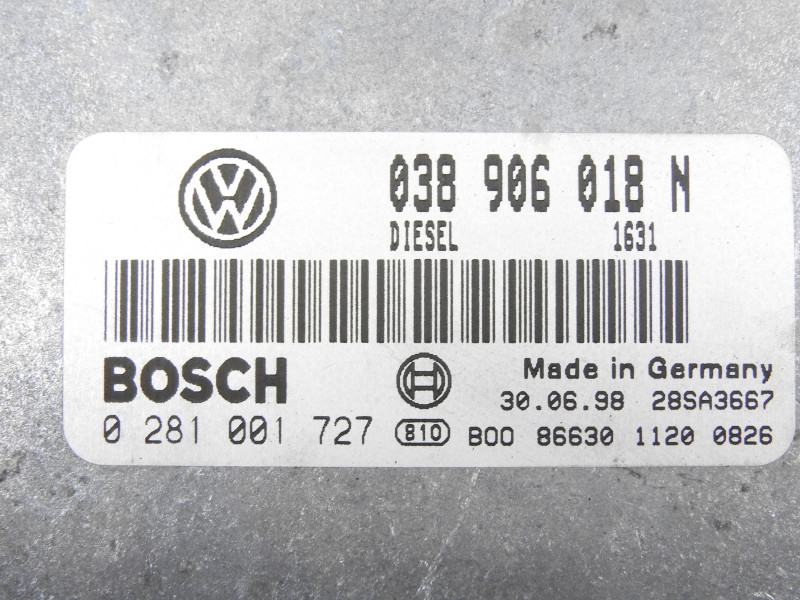 038 906 018 N
DIESEL 1631
BOSCH
Made in Germany
30.06.98 28SA3667
0 281 001 727 810 B00 86630 1120 0826